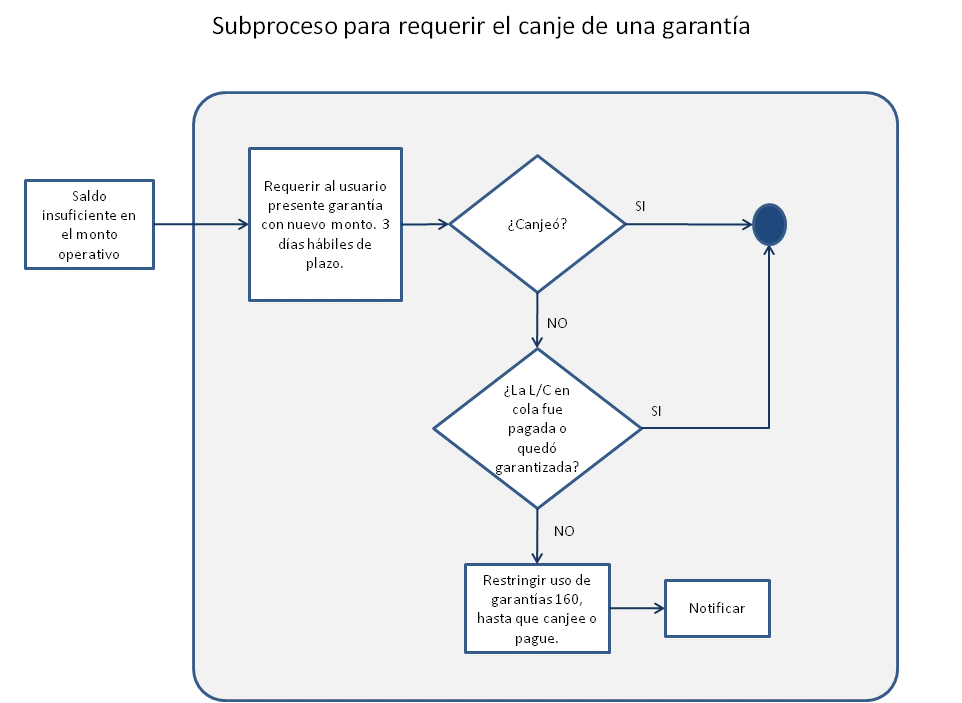 Subproceso para requerir el canje de una garantía
Saldo
insuficiente en
el monto
operativo
Requerir al usuario
presente garantía
con nuevo monto.  3
días hábiles de
plazo.
¿Canjeó?
SI
NO
¿La L/C en
cola fue
pagada o
quedó
garantizada?
SI
NO
Restringir uso de
garantías 160,
hasta que canjee o
pague.
Notificar